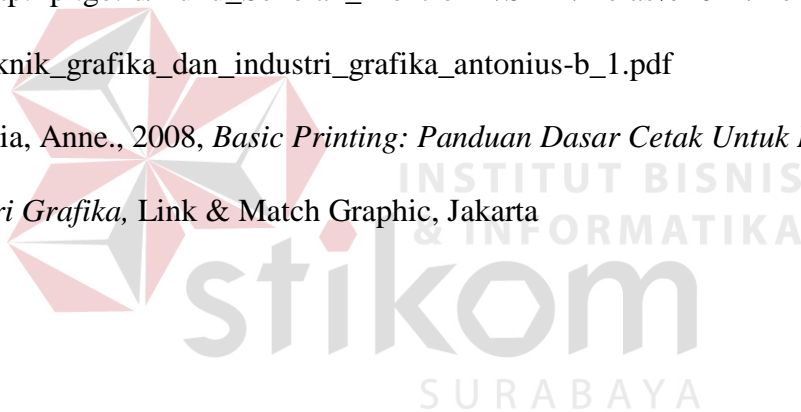 knik_grafika_dan_industri_grafika_antonius-b_1.pdf
ia, Anne., 2008, Basic Printing: Panduan Dasar Cetak Untuk
ri Grafika, Link & Match Graphic, Jakarta
INSTITUT BISNIS
& INFORMATIKA
stikom
SURABAYA